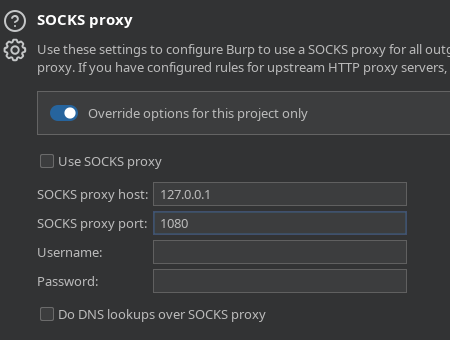 SOCKS proxy
Use these settings to configure Burp to use a SOCKS proxy for all outg
proxy. If you have configured rules for upstream HTTP proxy servers,
Override options for this project only
Use SOCKS proxy
SOCKS proxy host: 127.0.0.1
SOCKS proxy port: 1080
Username:
Password:
Do DNS lookups over SOCKS proxy